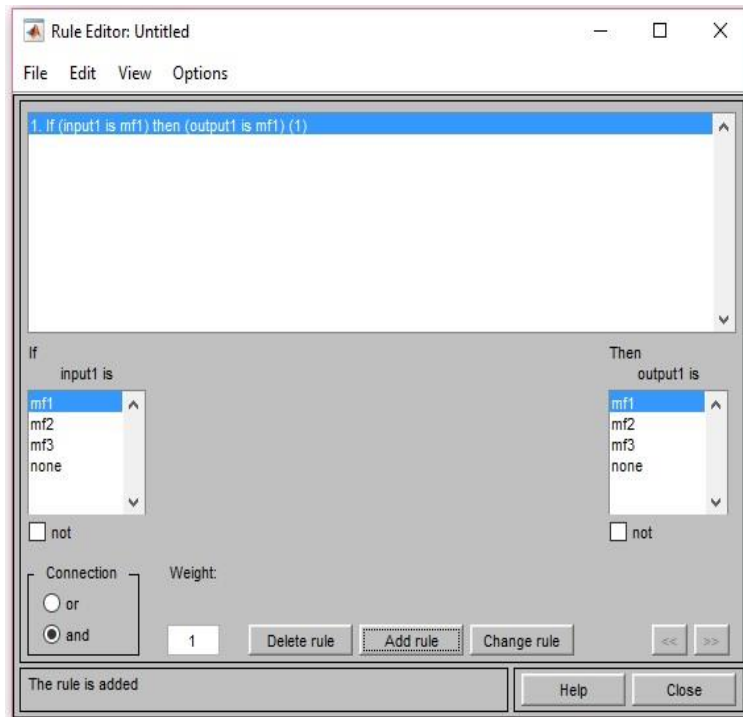 Rule Editor: Untitled
File Edit View Options
1. If (input1 is mf1) then (output1 is mf1) (1)
If
input1 is
mf1
mf2
mf3
none
not
Then
output1 is
mf1
mf2
mf3
none
not
Connection
or
and
Weight:
1
Delete rule
Add rule
Change rule
<<
>>
The rule is added
Help
Close